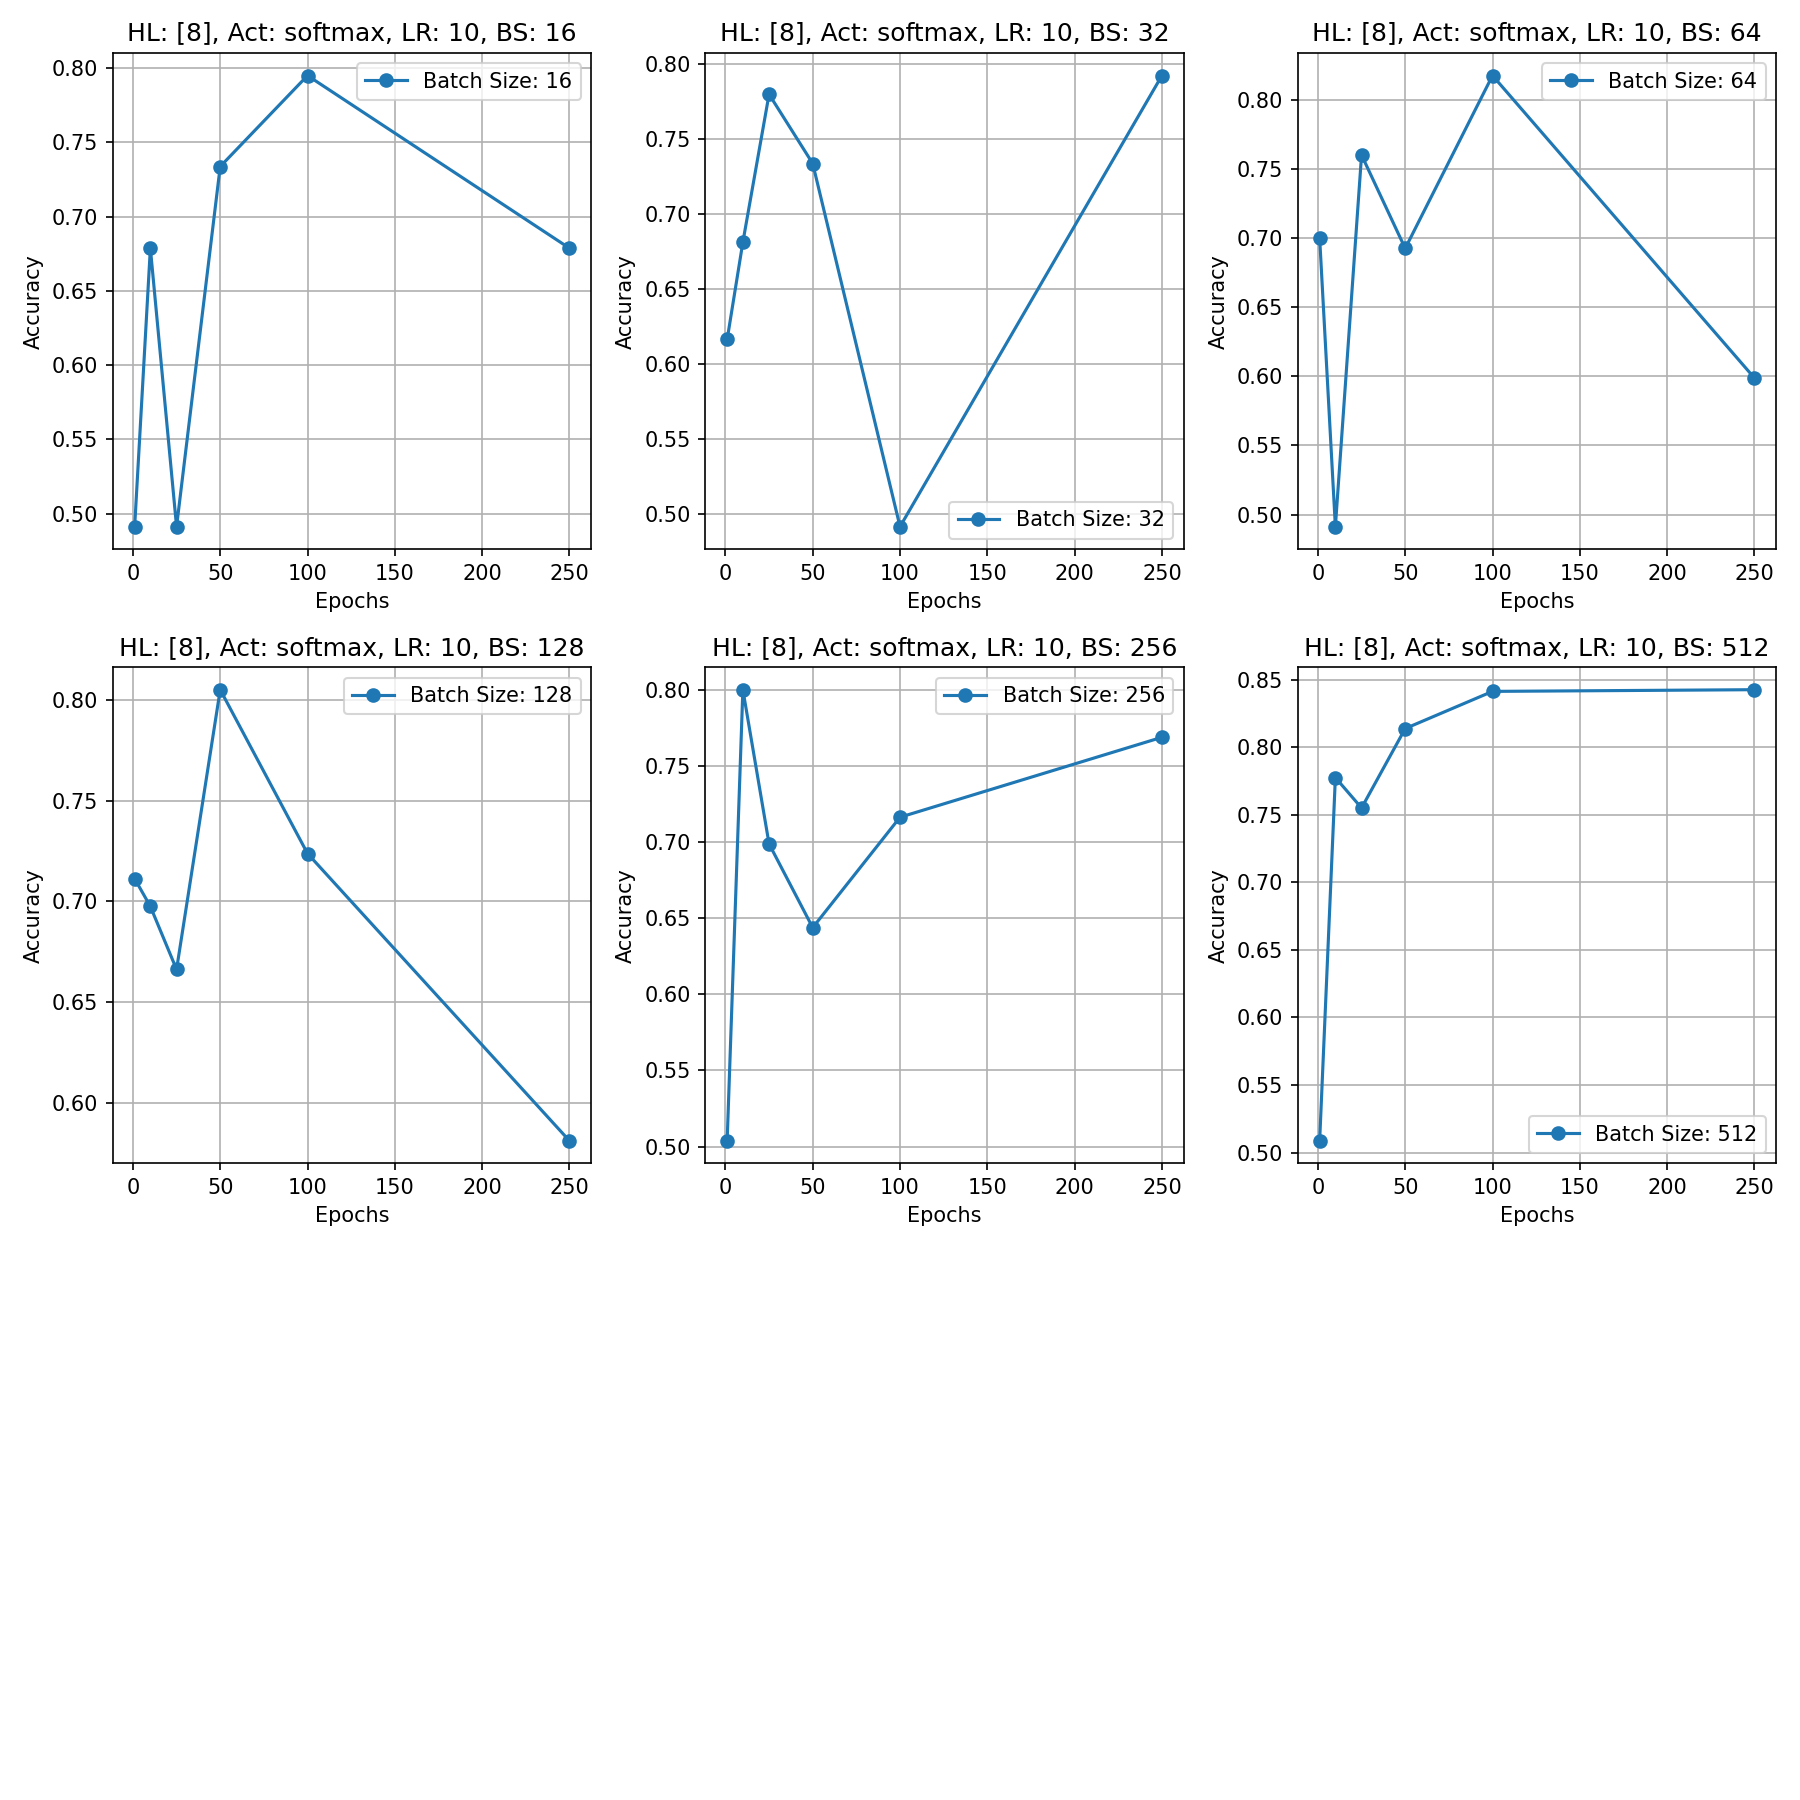 HL: [8], Act: softmax, LR: 10, BS: 16
Batch Size: 16
0.80
0.75
0.70
0.65
0.60
0.55
0.50
Accuracy
0 50 100 150 200 250
Epochs
HL: [8], Act: softmax, LR: 10, BS: 32
0.80
0.75
0.70
0.65
0.60
0.55
0.50
Accuracy
Batch Size: 32
0 50 100 150 200 250
Epochs
HL: [8], Act: softmax, LR: 10, BS: 64
Batch Size: 64
0.80
0.75
0.70
0.65
0.60
0.55
0.50
Accuracy
0 50 100 150 200 250
Epochs
HL: [8], Act: softmax, LR: 10, BS: 128
Batch Size: 128
0.80
0.75
0.70
0.65
0.60
Accuracy
0 50 100 150 200 250
Epochs
HL: [8], Act: softmax, LR: 10, BS: 256
Batch Size: 256
0.80
0.75
0.70
0.65
0.60
0.55
0.50
Accuracy
0 50 100 150 200 250
Epochs
HL: [8], Act: softmax, LR: 10, BS: 512
0.85
0.80
0.75
0.70
0.65
0.60
0.55
0.50
Accuracy
Batch Size: 512
0 50 100 150 200 250
Epochs